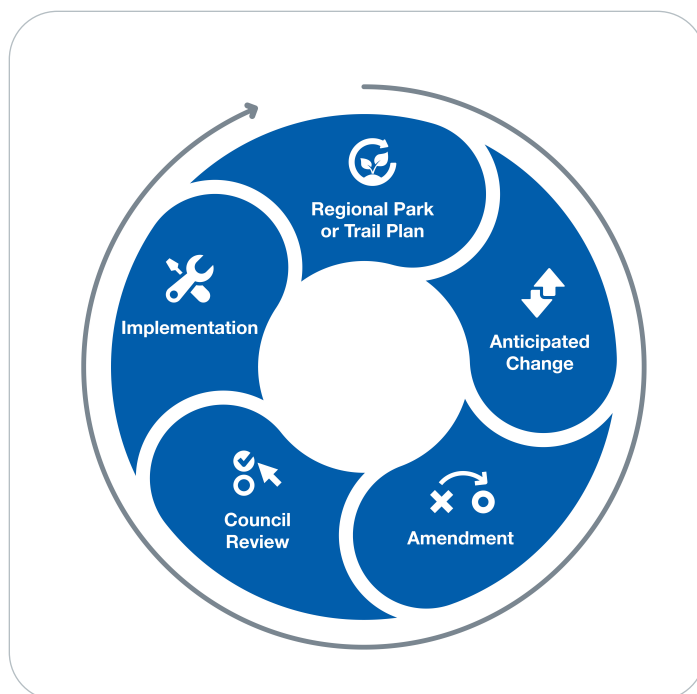 Regional Park
or Trail Plan
Anticipated
Change
Amendment
Council
Review
Implementation